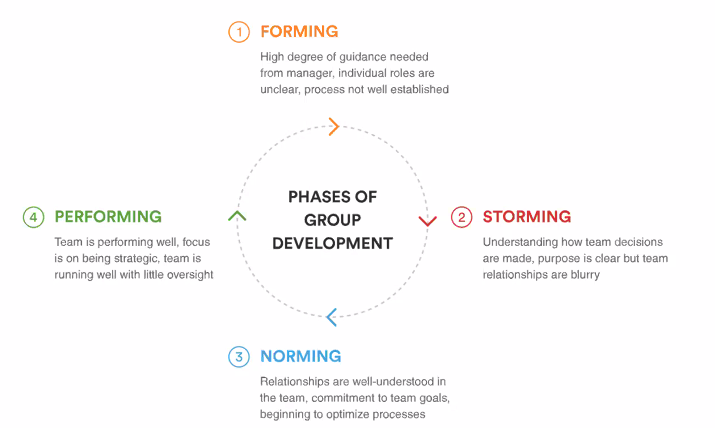 1 FORMING
High degree of guidance needed
from manager, individual roles are
unclear, process not well established
PHASES OF
GROUP
DEVELOPMENT
2 STORMING
Understanding how team decisions
are made, purpose is clear but team
relationships are blurry
3 NORMING
Relationships are well-understood in
the team, commitment to team goals,
beginning to optimize processes
4 PERFORMING
Team is performing well, focus
is on being strategic, team is
running well with little oversight